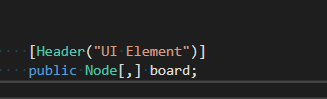 [Header("UI Element")]
public Node[,] board;